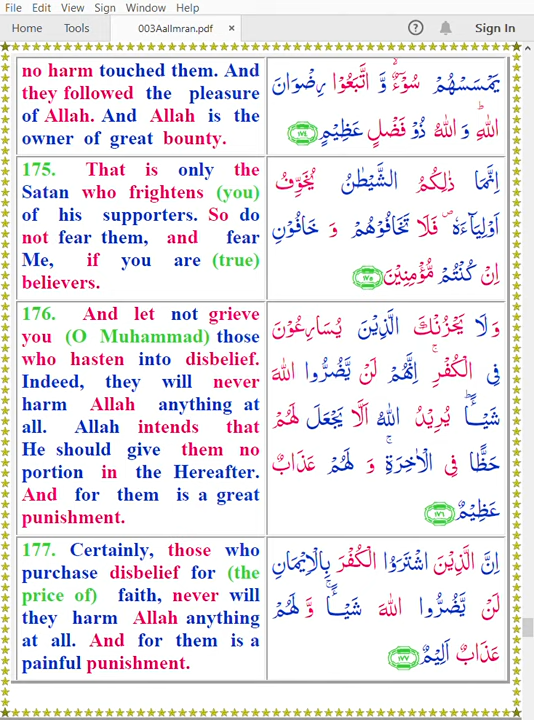 File Edit View Sign Window Help
Home Tools 003AalImran.pdf × ? Sign In
no harm touched them. And
they followed the pleasure
of Allah. And Allah is the
owner of great bounty.
يَمْسَسْهُمْ سُوْٓءٌۙ وَّ اتَّبَعُوْا رِضْوَانَ
اللّٰهِؕ وَ اللّٰهُ ذُوْ فَضْلٍ عَظِيْمٍ ﴿۱۷۴﴾
175. That is only the
Satan who frightens (you)
of his supporters. So do
not fear them, and fear
Me, if you are (true)
believers.
اِنَّمَا ذٰلِكُمُ الشَّيْطٰنُ يُخَوِّفُ
اَوْلِيَآءَهٗ ۪ فَلَا تَخَافُوْهُمْ وَ خَافُوْنِ
اِنْ كُنْتُمْ مُّؤْمِنِيْنَ ﴿۱۷۵﴾
176. And let not grieve
you (O Muhammad) those
who hasten into disbelief.
Indeed, they will never
harm Allah anything at
all. Allah intends that
He should give them no
portion in the Hereafter.
And for them is a great
punishment.
وَ لَا يَحْزُنْكَ الَّذِيْنَ يُسَارِعُوْنَ
فِى الْكُفْرِۚ اِنَّهُمْ لَنْ يَّضُرُّوا اللّٰهَ
شَيْـًٔاؕ يُرِيْدُ اللّٰهُ اَلَّا يَجْعَلَ لَهُمْ
حَظًّا فِى الْاٰخِرَةِۚ وَ لَهُمْ عَذَابٌ
عَظِيْمٌ ﴿۱۷۶﴾
177. Certainly, those who
purchase disbelief for (the
price of) faith, never will
they harm Allah anything
at all. And for them is a
painful punishment.
اِنَّ الَّذِيْنَ اشْتَرَوُا الْكُفْرَ بِالْاِيْمَانِ
لَنْ يَّضُرُّوا اللّٰهَ شَيْـًٔاۚ وَ لَهُمْ
عَذَابٌ اَلِيْمٌ ﴿۱۷۷﴾